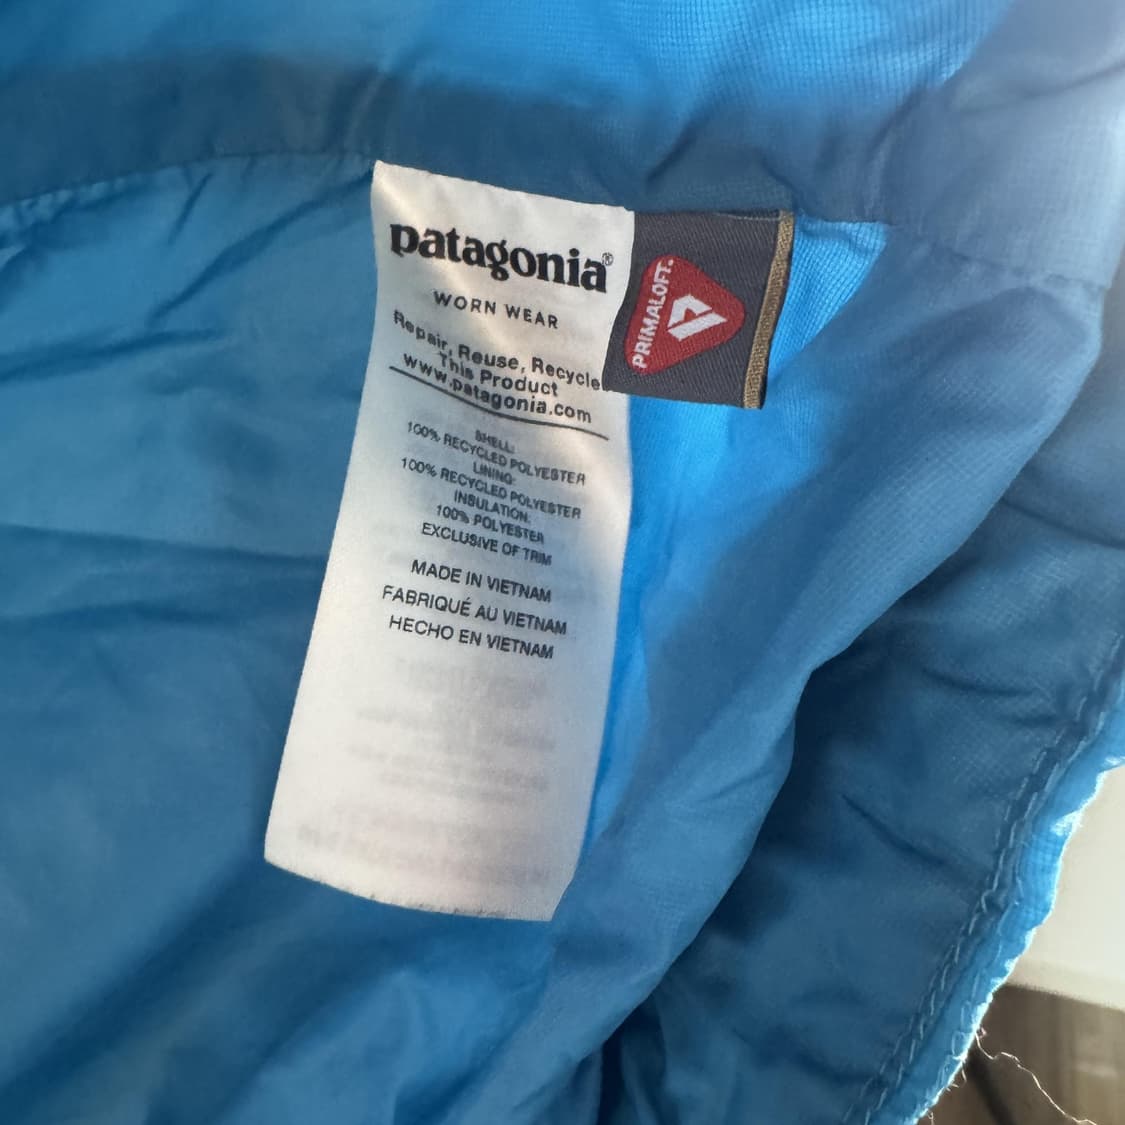 patagonia®
WORN WEAR
Repair, Reuse, Recycle
This Product
www.patagonia.com
SHELL:
100% RECYCLED POLYESTER
LINING:
100% RECYCLED POLYESTER
INSULATION:
100% POLYESTER
EXCLUSIVE OF TRIM
MADE IN VIETNAM
FABRIQUÉ AU VIETNAM
HECHO EN VIETNAM
PRIMALOFT.